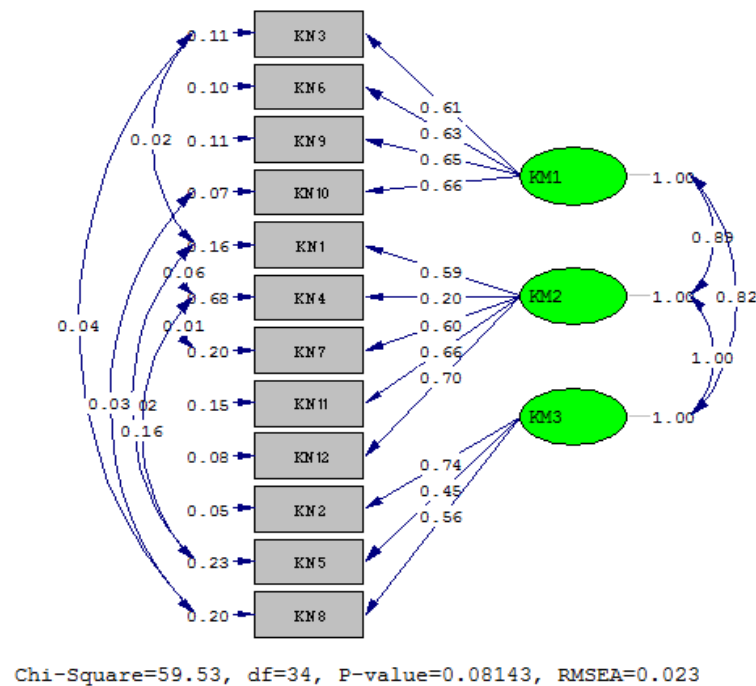 0.11 KN3
0.10 KN6
0.61
0.63
0.02 0.11 KN9
0.65
KM1 1.00
0.07 KN10 0.66
0.89
0.16 KN1
0.06 0.59
0.68 KN4 0.20 KM2 1.00 0.82
0.04 0.01 0.60
0.20 KN7 0.66
0.70 1.00
0.03 02 0.15 KN11
KM3 1.00
0.16
0.08 KN12
0.74
0.45
0.05 KN2 0.56
0.23 KN5
0.20 KN8
Chi-Square=59.53, df=34, P-value=0.08143, RMSEA=0.023